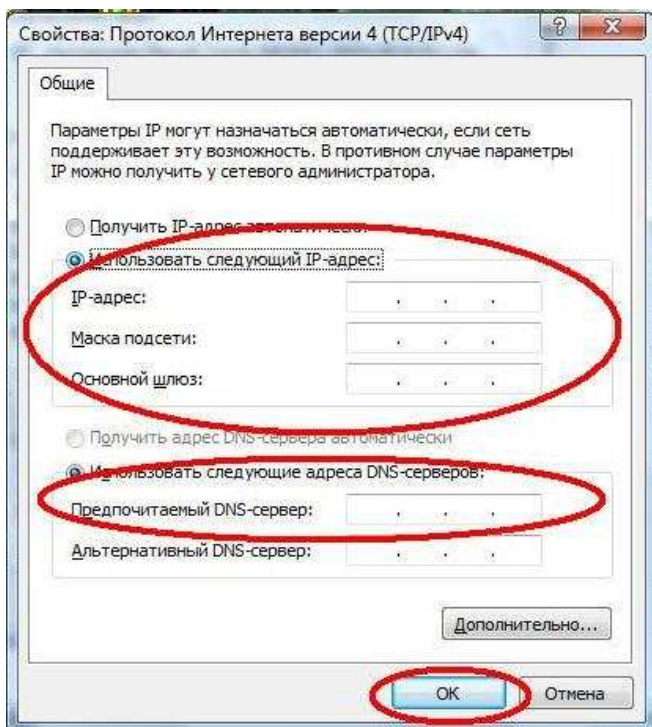 Свойства: Протокол Интернета версии 4 (TCP/IPv4)
Общие
Параметры IP могут назначаться автоматически, если сеть
поддерживает эту возможность. В противном случае параметры
IP можно получить у сетевого администратора.
Получить IP-адрес автоматически
Использовать следующий IP-адрес:
IP-адрес:
Маска подсети:
Основной шлюз:
Получить адрес DNS-сервера автоматически
Использовать следующие адреса DNS-серверов:
Предпочитаемый DNS-сервер:
Альтернативный DNS-сервер:
Дополнительно...
ОК Отмена